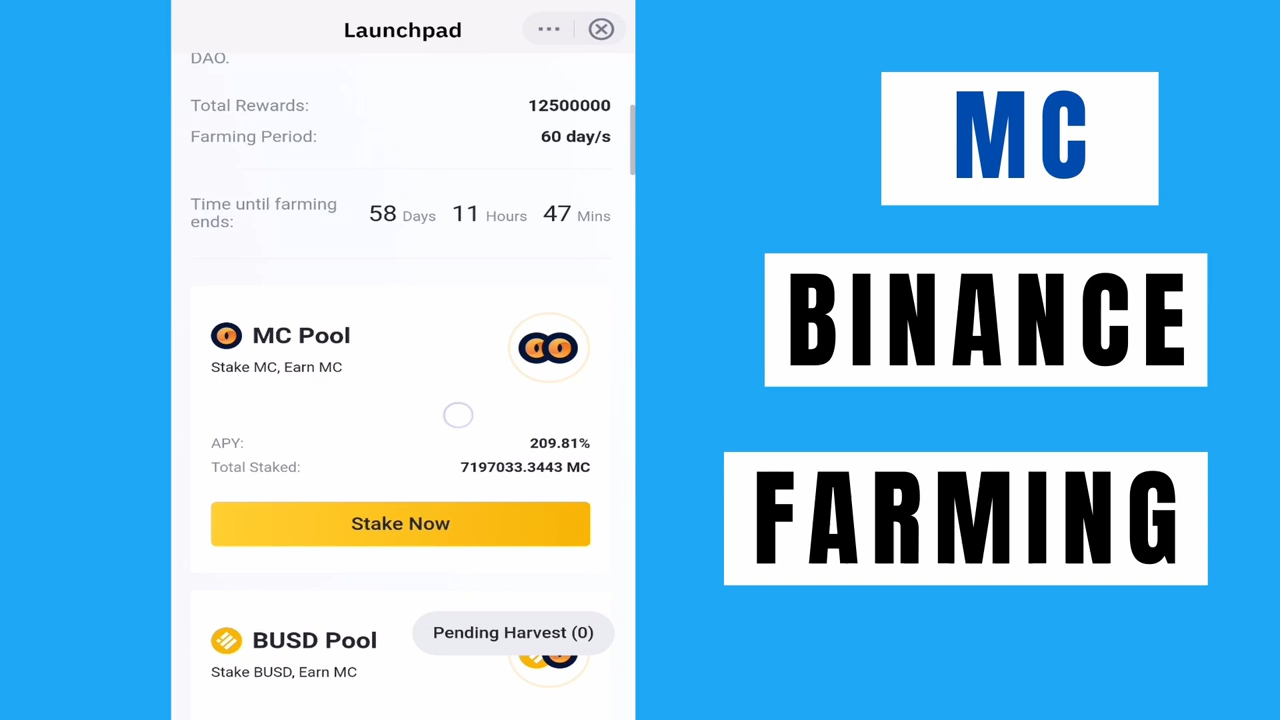 Launchpad
DAO.
Total Rewards: 12500000
Farming Period: 60 day/s
Time until farming
ends:
58 Days 11 Hours 47 Mins
MC Pool
Stake MC, Earn MC
APY: 209.81%
Total Staked: 7197033.3443 MC
Stake Now
BUSD Pool
Stake BUSD, Earn MC
Pending Harvest (0)
MC
BINANCE
FARMING